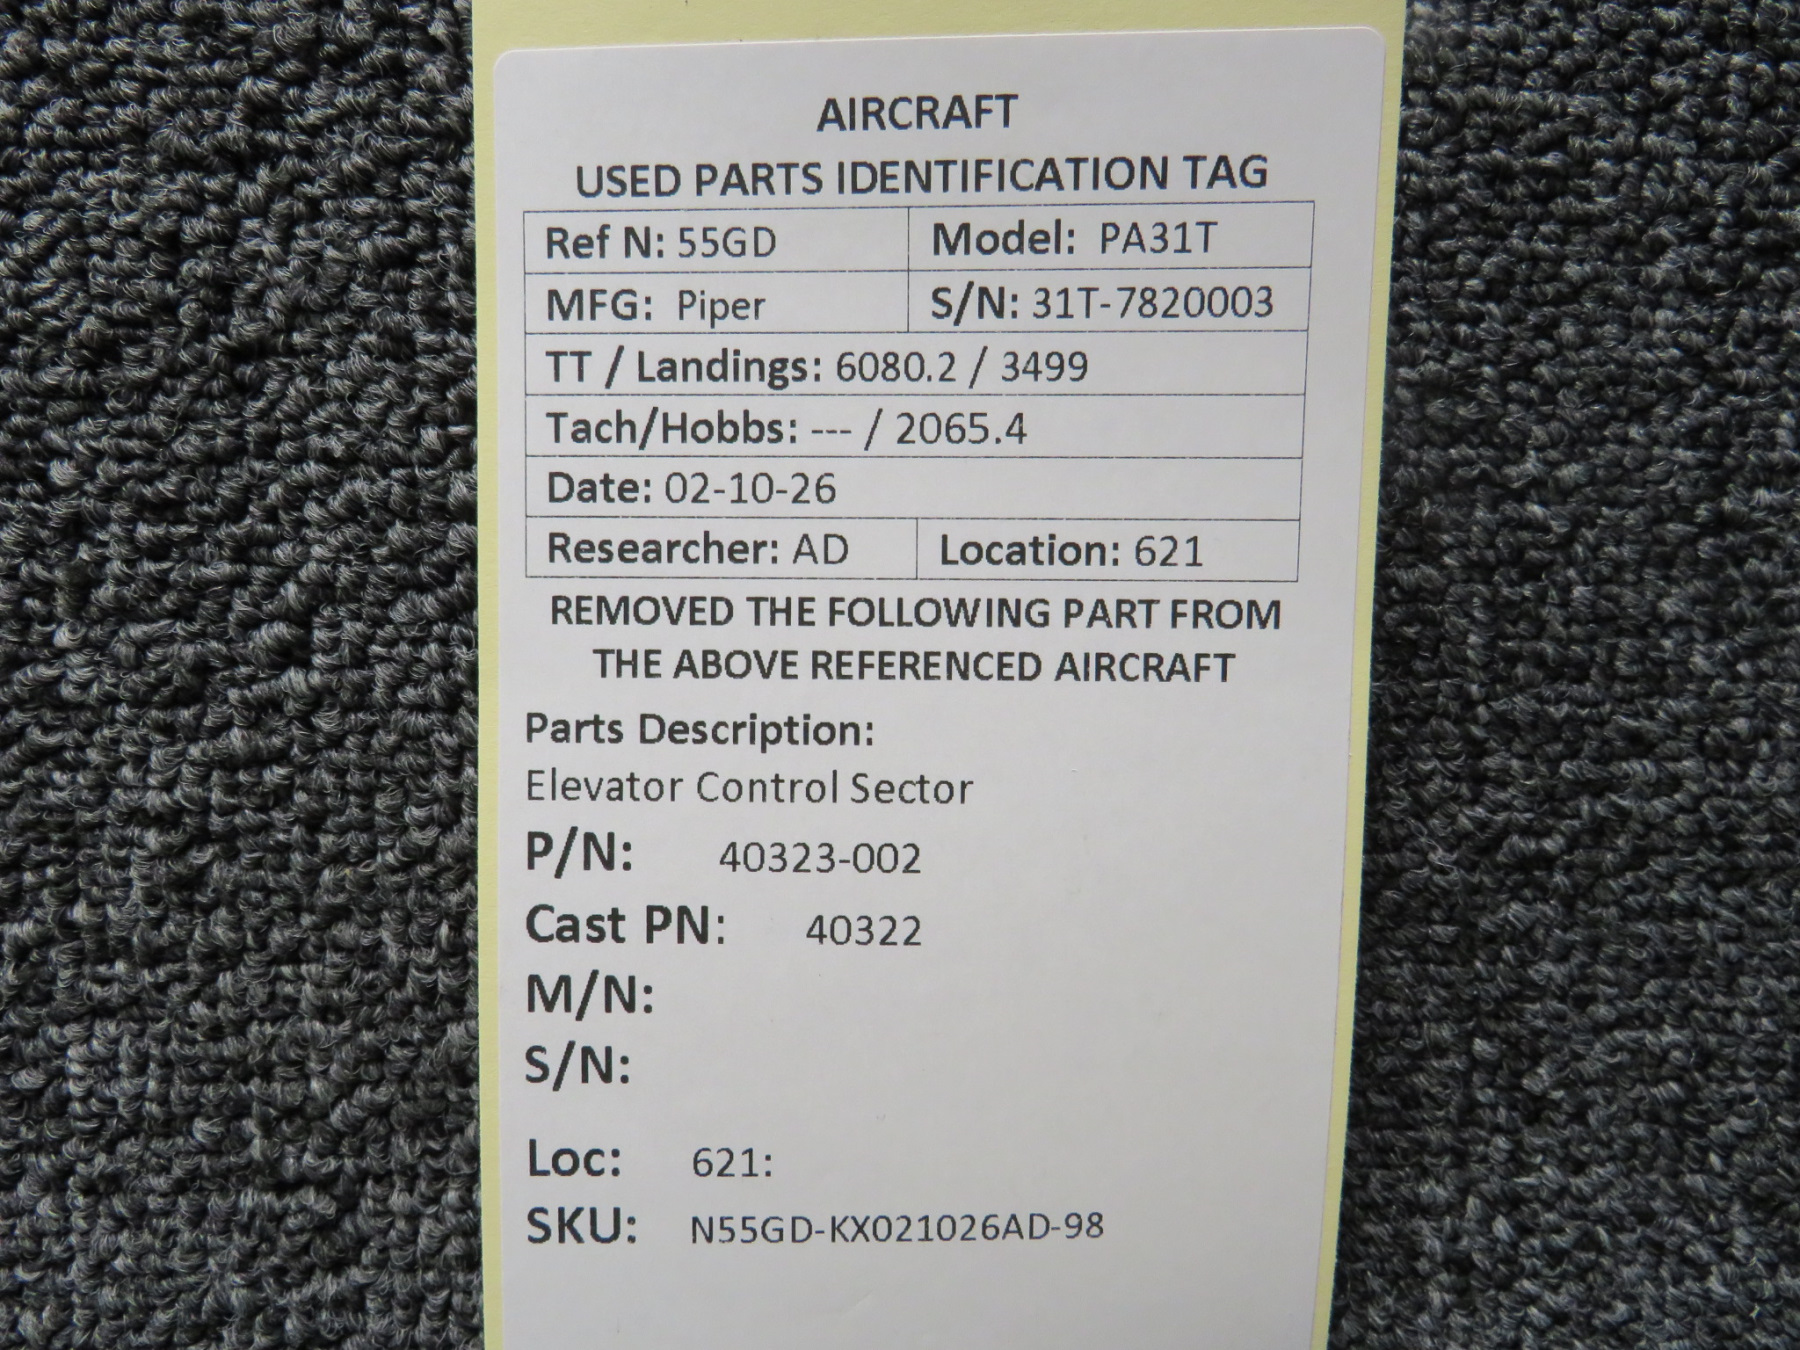 AIRCRAFT
USED PARTS IDENTIFICATION TAG
Ref N: 55GD Model: PA31T
MFG: Piper S/N: 31T-7820003
TT / Landings: 6080.2 / 3499
Tach/Hobbs: --- / 2065.4
Date: 02-10-26
Researcher: AD Location: 621
REMOVED THE FOLLOWING PART FROM
THE ABOVE REFERENCED AIRCRAFT
Parts Description:
Elevator Control Sector
P/N: 40323-002
Cast PN: 40322
M/N:
S/N:
Loc: 621:
SKU: N55GD-KX021026AD-98